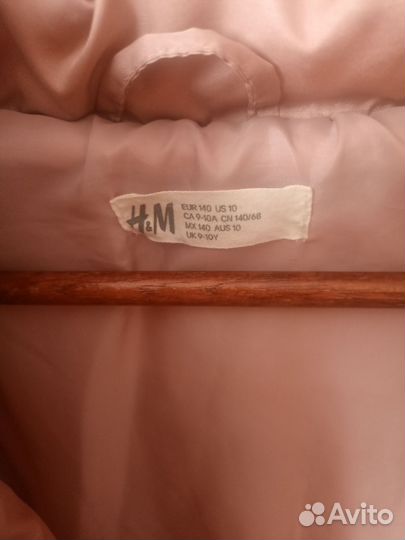 H&M
EUR 140 US 10
CA 9-10A CN 140/68
MX 140 AUS 10
UK 9-10Y
Avito